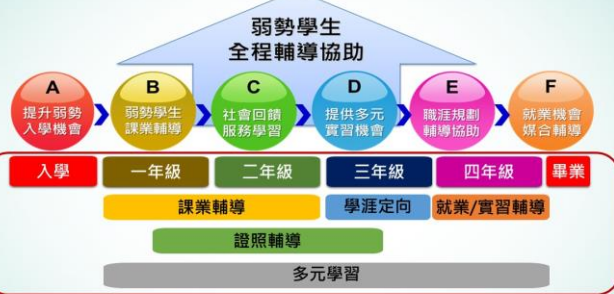 弱勢學生
全程輔導協助
A
提升弱勢
入學機會
B
弱勢學生
課業輔導
C
社會回饋
服務學習
D
提供多元
實習機會
E
職涯規劃
輔導協助
F
就業機會
媒合輔導
入學
一年級
二年級
三年級
四年級
畢業
課業輔導
學涯定向
就業/實習輔導
證照輔導
多元學習